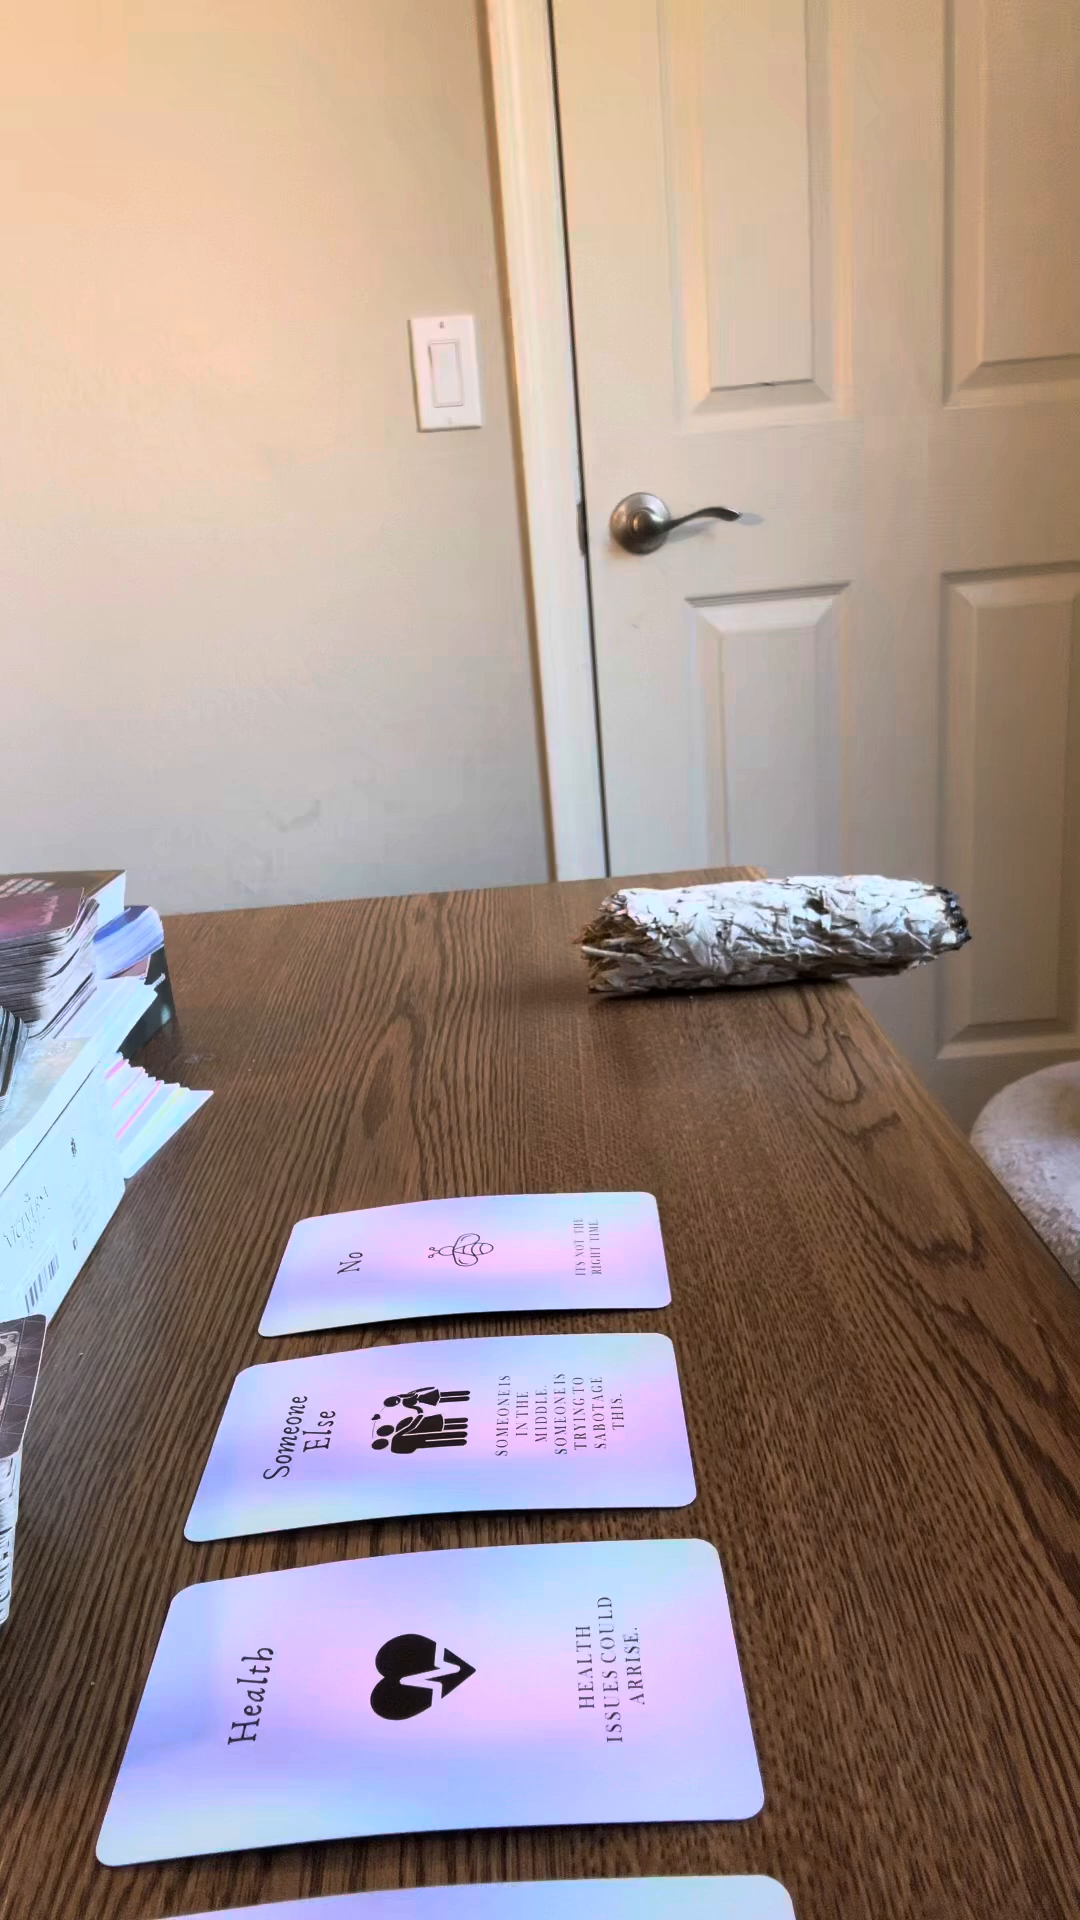 No
ITS NOT THE
RIGHT TIME.
Someone
Else
SOMEONE IS
IN THE
MIDDLE.
SOMEONE IS
TRYING TO
SABOTAGE
THIS.
Health
HEALTH
ISSUES COULD
ARRISE.